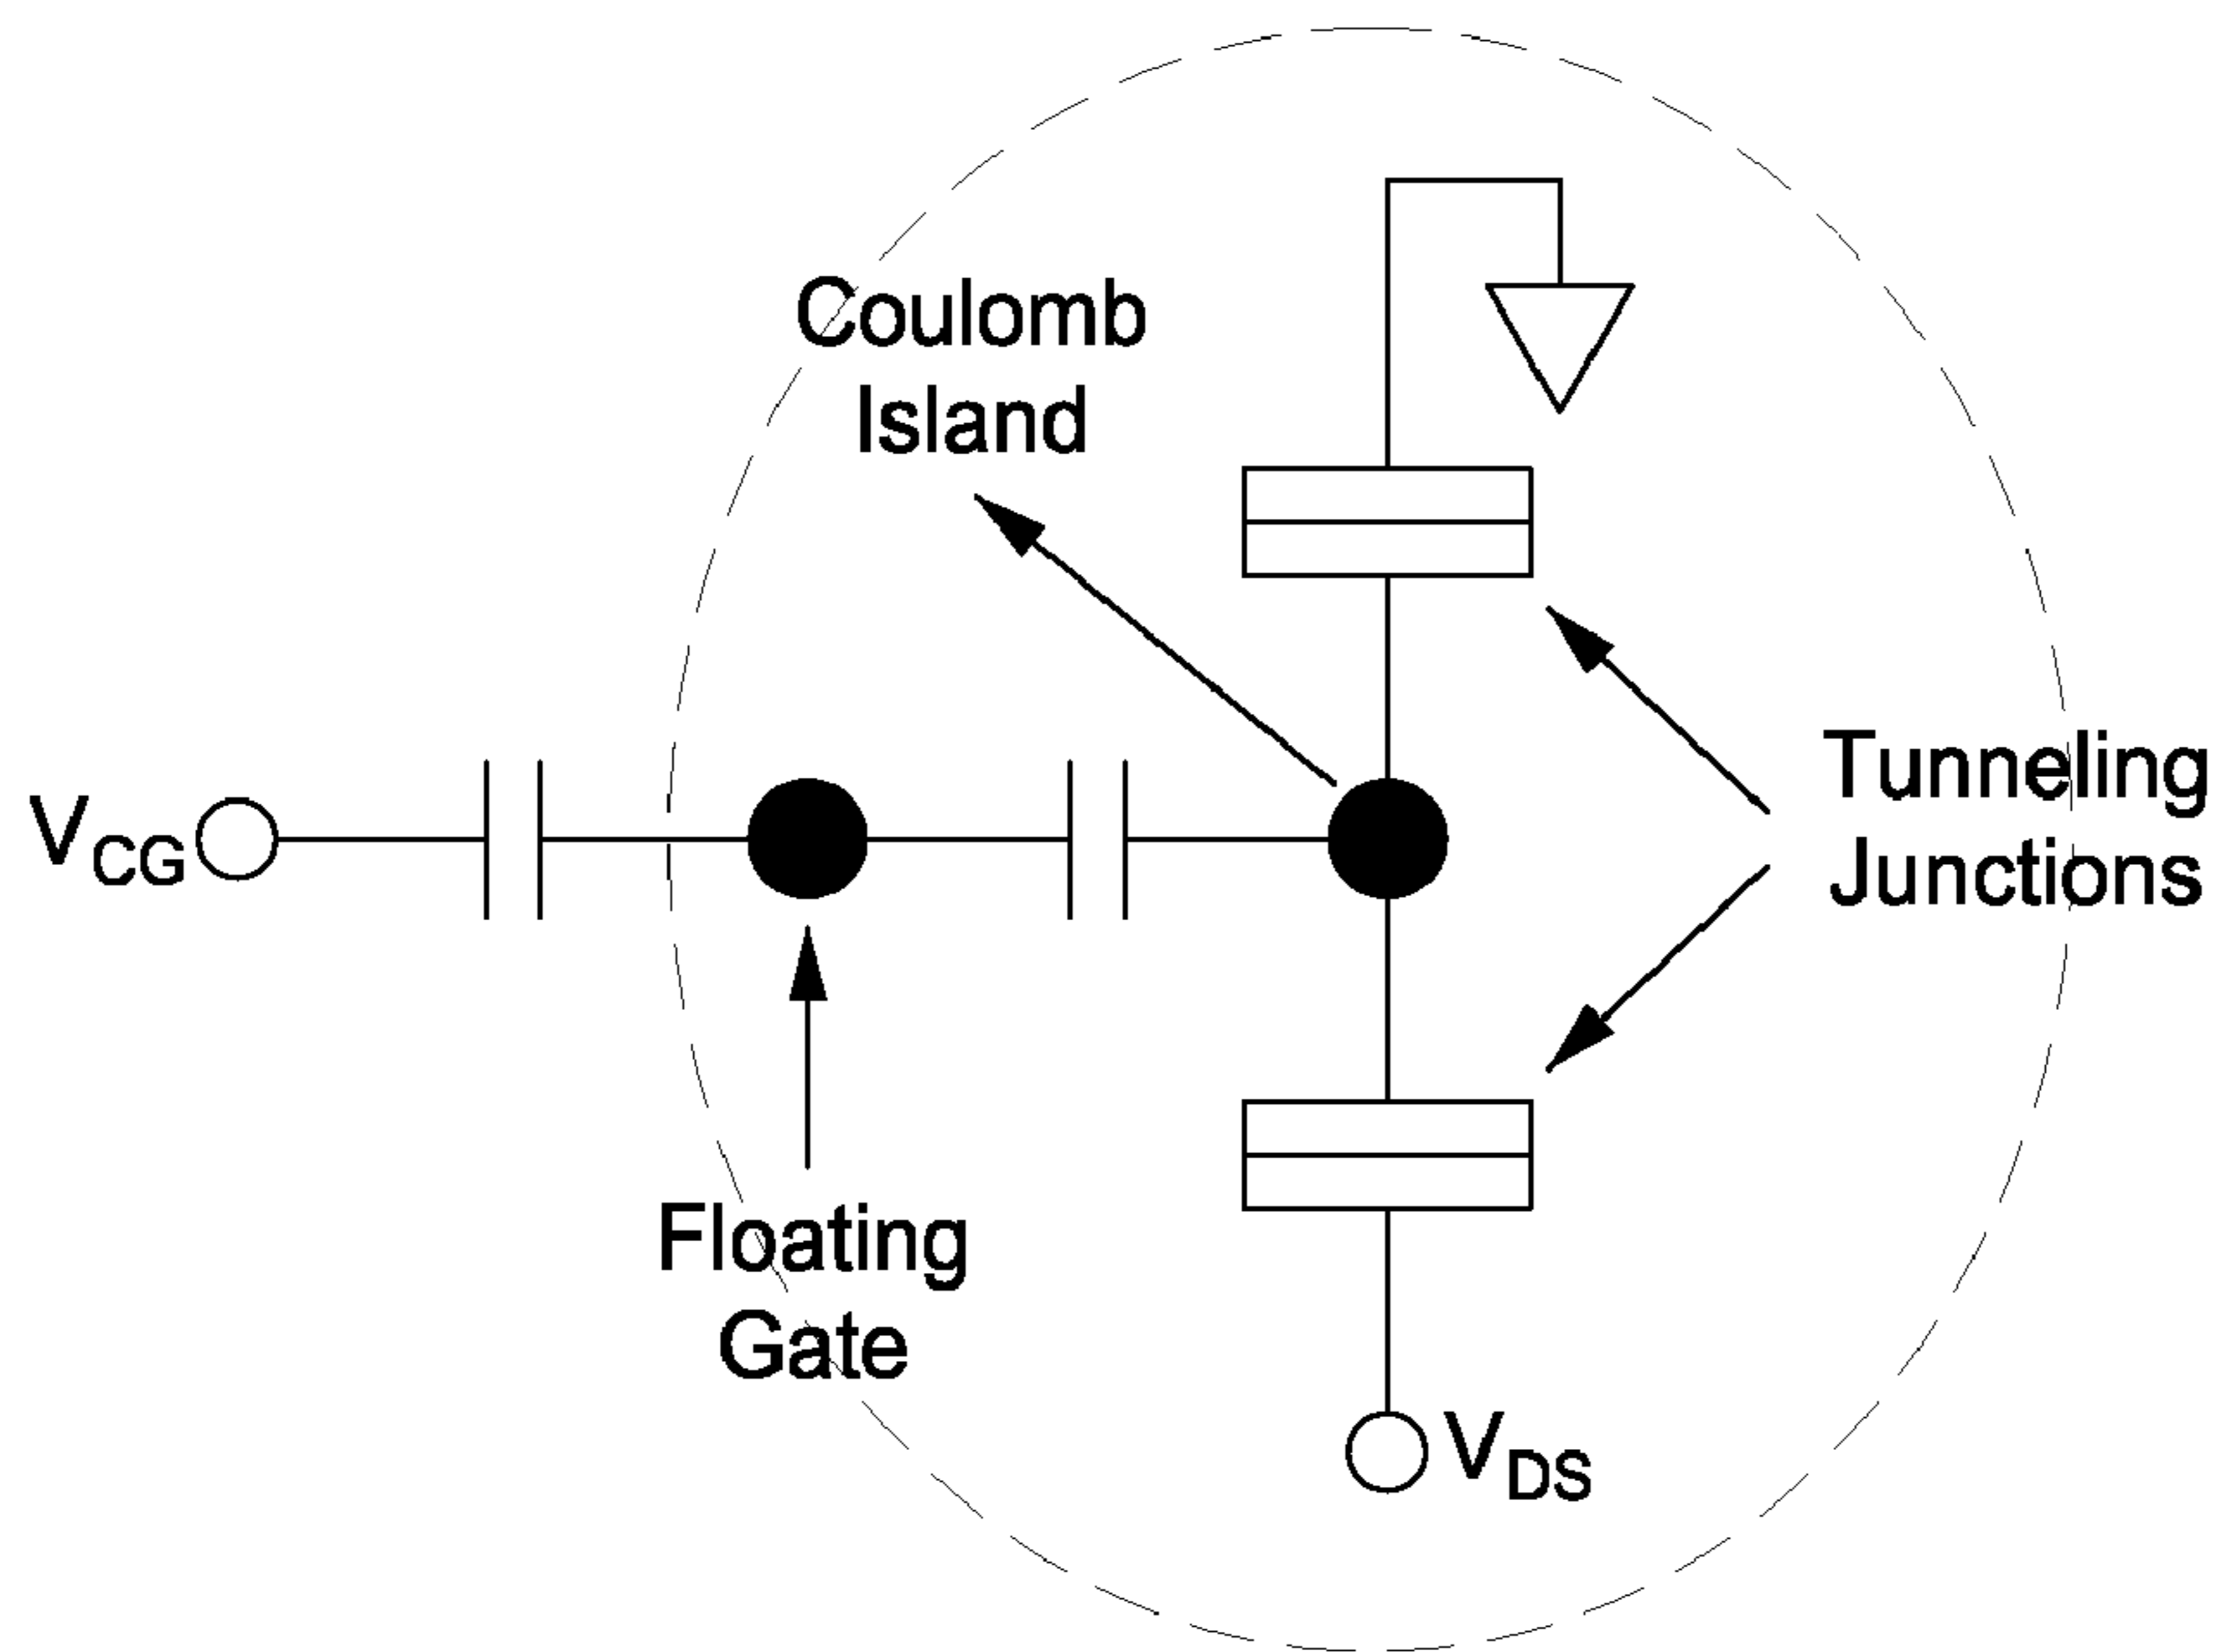 Coulomb
Island
Tunneling
Junctions
VCG
Floating
Gate
VDS